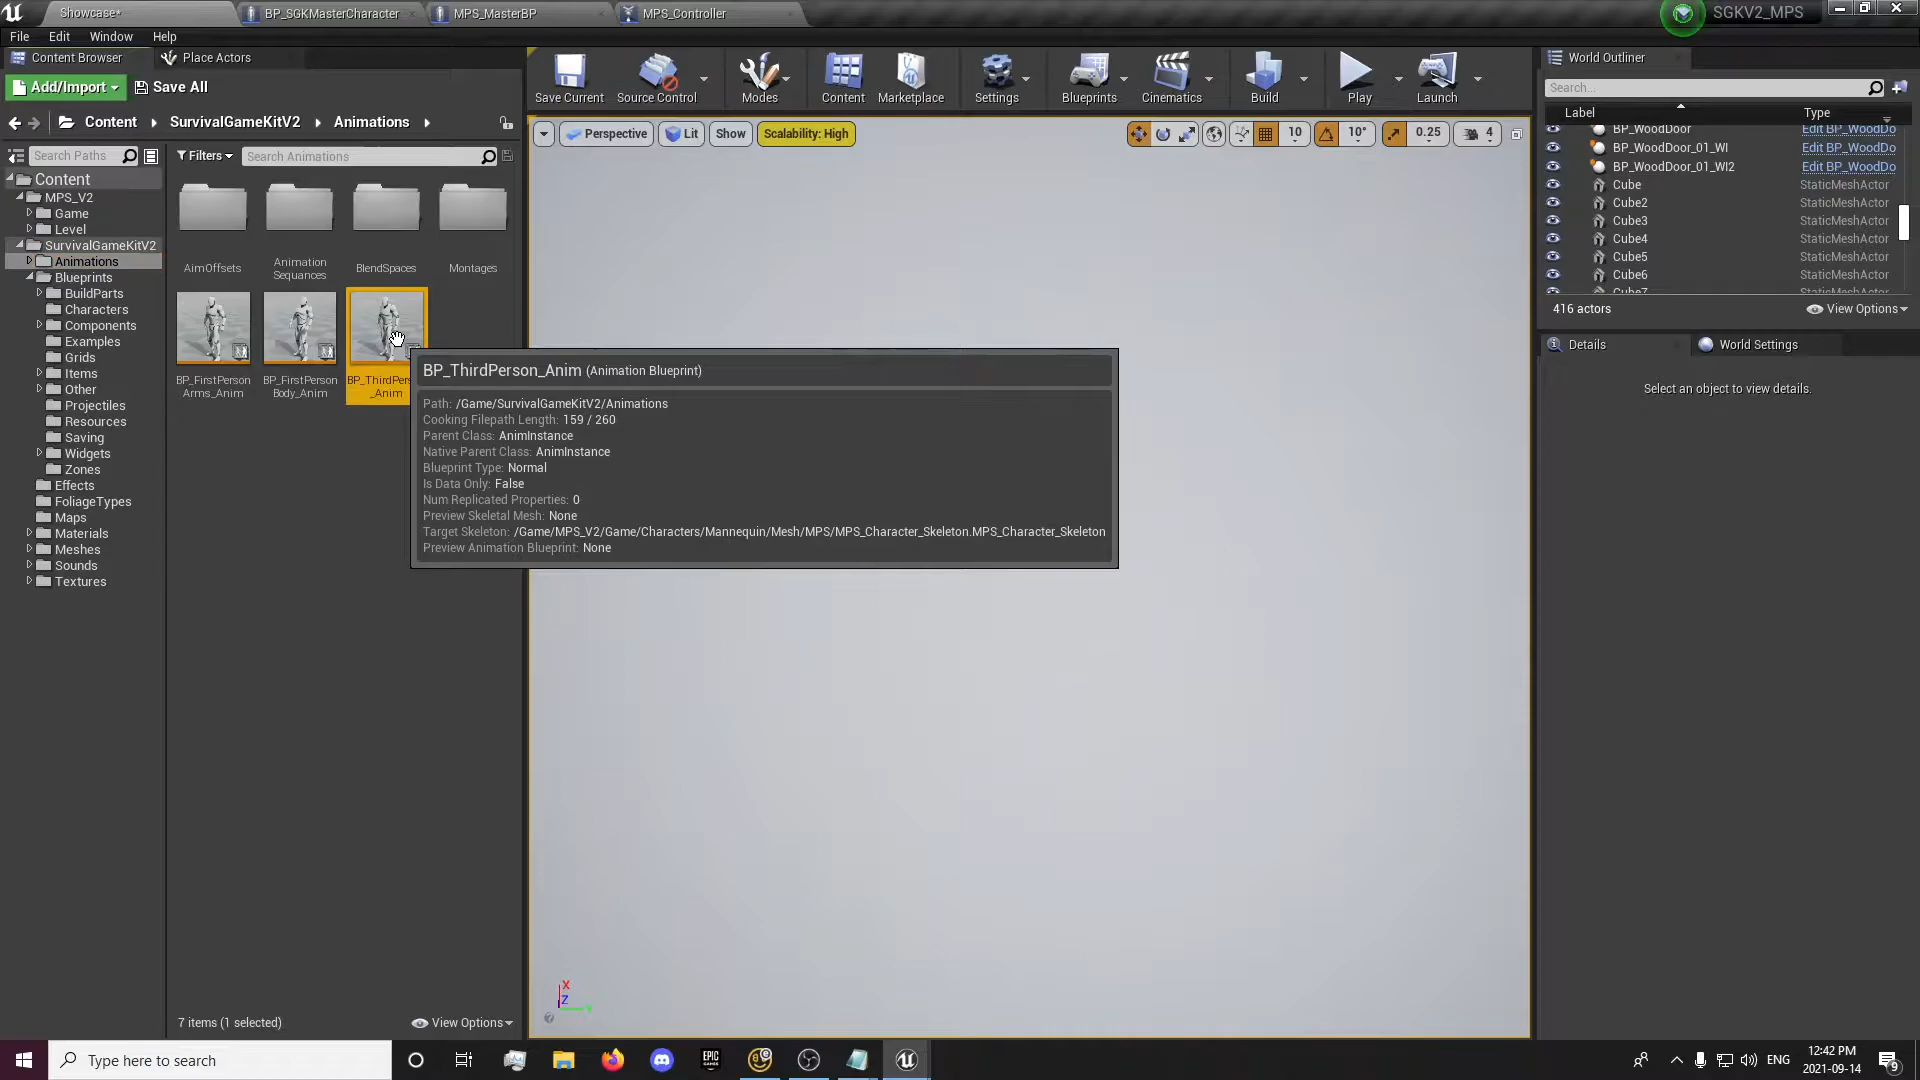 Showcase*
BP_SGKMasterCharacter
MPS_MasterBP
MPS_Controller
SGKV2_MPS
File
Edit
Window
Help
Content Browser
Place Actors
Add/Import
Save All
Content
SurvivalGameKitV2
Animations
Search Paths
Filters
Search Animations
Content
MPS_V2
Game
Level
SurvivalGameKitV2
Animations
Blueprints
BuildParts
Characters
Components
Examples
Grids
Items
Other
Projectiles
Resources
Saving
Widgets
Zones
Effects
FoliageTypes
Maps
Materials
Meshes
Sounds
Textures
AimOffsets
Animation
Sequances
BlendSpaces
Montages
BP_FirstPerson
Arms_Anim
BP_FirstPerson
Body_Anim
BP_ThirdPers
_Anim
7 items (1 selected)
View Options
BP_ThirdPerson_Anim (Animation Blueprint)
Path: /Game/SurvivalGameKitV2/Animations
Cooking Filepath Length: 159 / 260
Parent Class: AnimInstance
Native Parent Class: AnimInstance
Blueprint Type: Normal
Is Data Only: False
Num Replicated Properties: 0
Preview Skeletal Mesh: None
Target Skeleton: /Game/MPS_V2/Game/Characters/Mannequin/Mesh/MPS/MPS_Character_Skeleton.MPS_Character_Skeleton
Preview Animation Blueprint: None
Save Current
Source Control
Modes
Content
Marketplace
Settings
Blueprints
Cinematics
Build
Play
Launch
Perspective
Lit
Show
Scalability: High
10
10°
0.25
4
X
Z
World Outliner
Search...
Label
Type
BP_WoodDoor
Edit BP_WoodDo
BP_WoodDoor_01_WI
Edit BP_WoodDo
BP_WoodDoor_01_WI2
Edit BP_WoodDo
Cube
StaticMeshActor
Cube2
StaticMeshActor
Cube3
StaticMeshActor
Cube4
StaticMeshActor
Cube5
StaticMeshActor
Cube6
StaticMeshActor
416 actors
View Options
Details
World Settings
Select an object to view details.
Type here to search
EPIC
GAMES
ENG
12:42 PM
2021-09-14
9